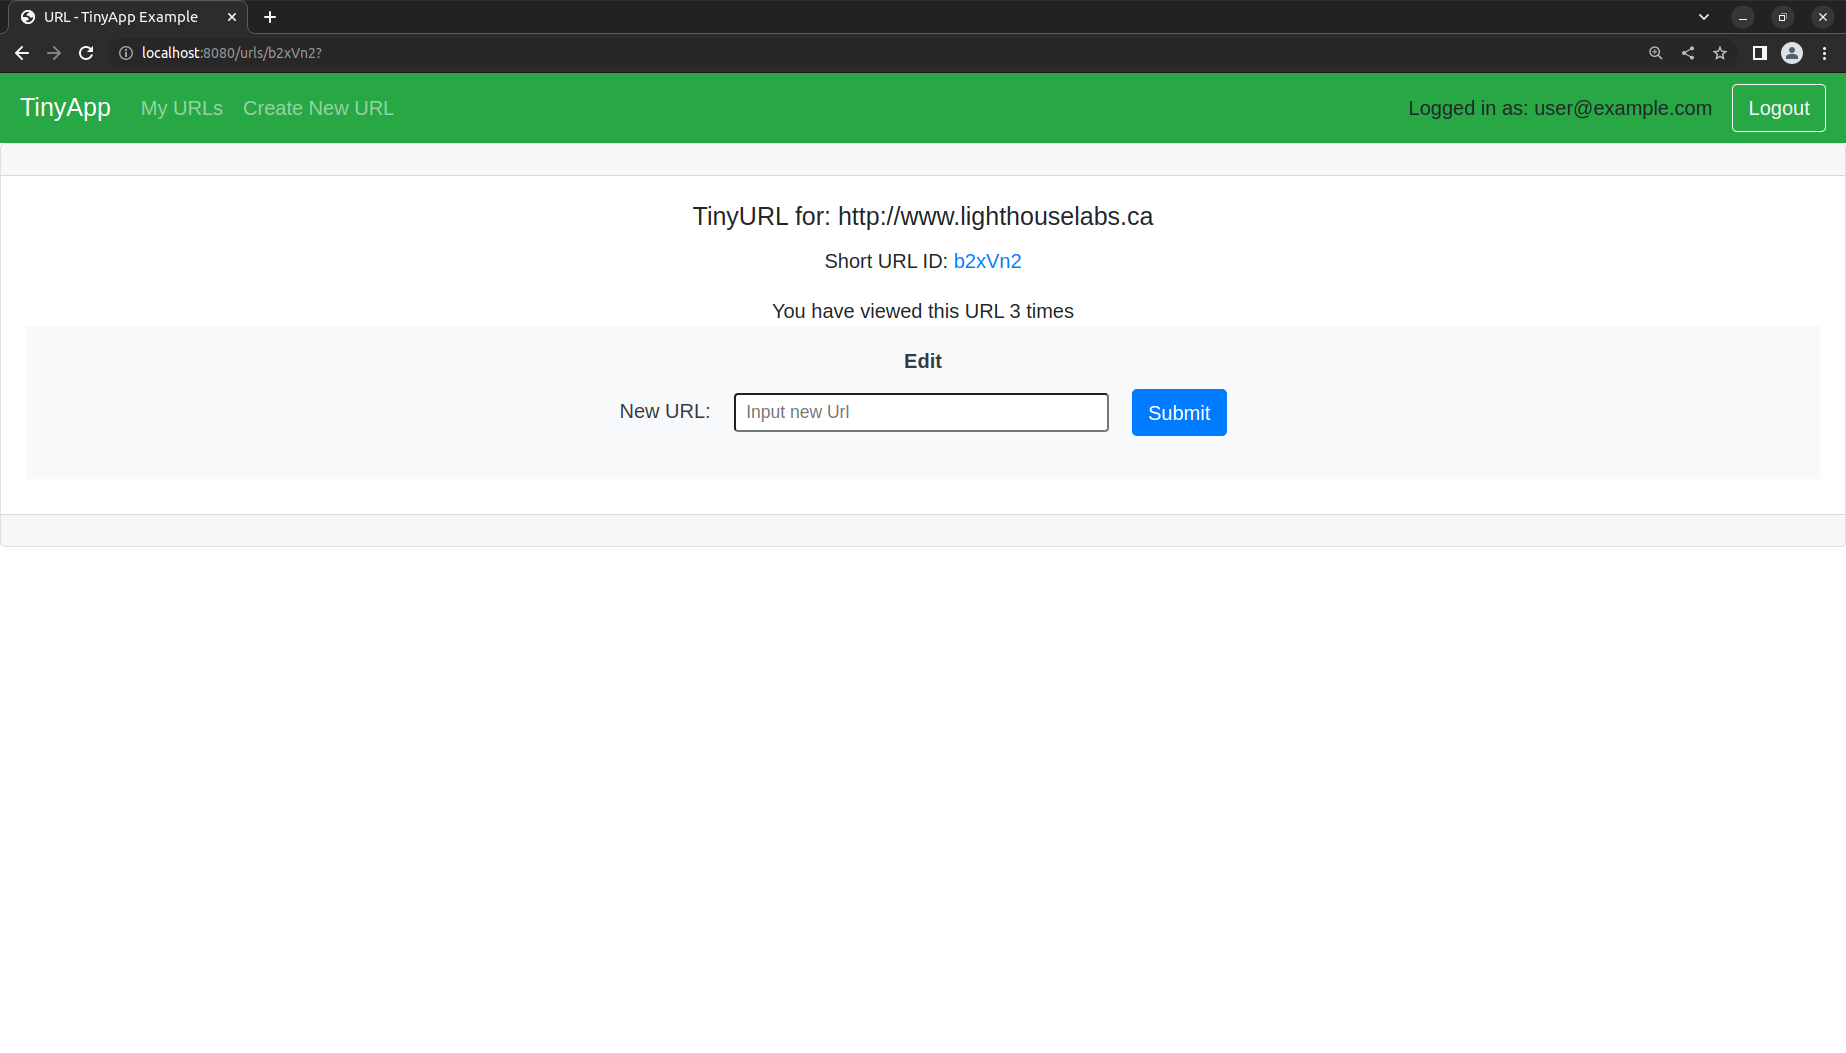 URL - TinyApp Example
localhost:8080/urls/b2xVn2?
TinyApp My URLs Create New URL Logged in as: user@example.com Logout
TinyURL for: http://www.lighthouselabs.ca
Short URL ID: b2xVn2
You have viewed this URL 3 times
Edit
New URL: Input new Url Submit